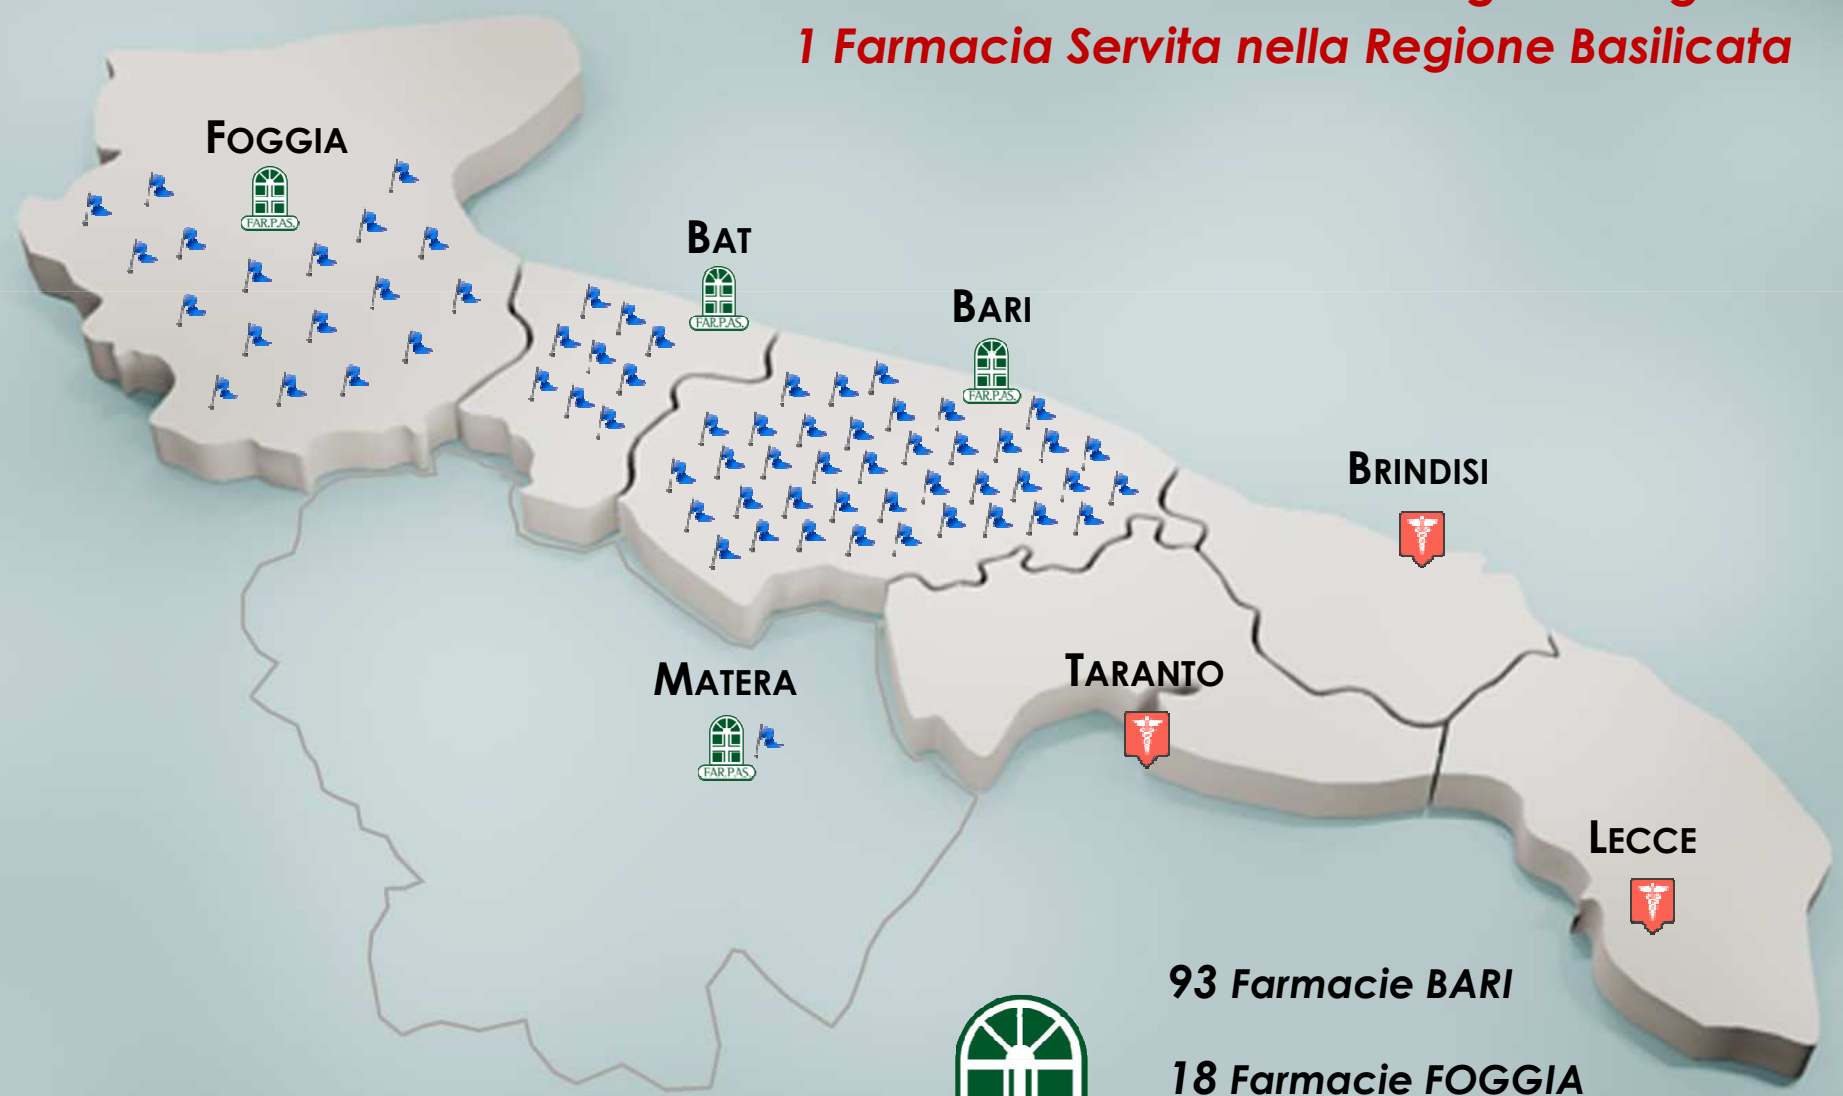 1 Farmacia Servita nella Regione Basilicata
FOGGIA
FAR.P.AS.
BAT
FAR.P.AS.
BARI
FAR.P.AS.
BRINDISI
MATERA
FAR.P.AS.
TARANTO
LECCE
93 Farmacie BARI
18 Farmacie FOGGIA